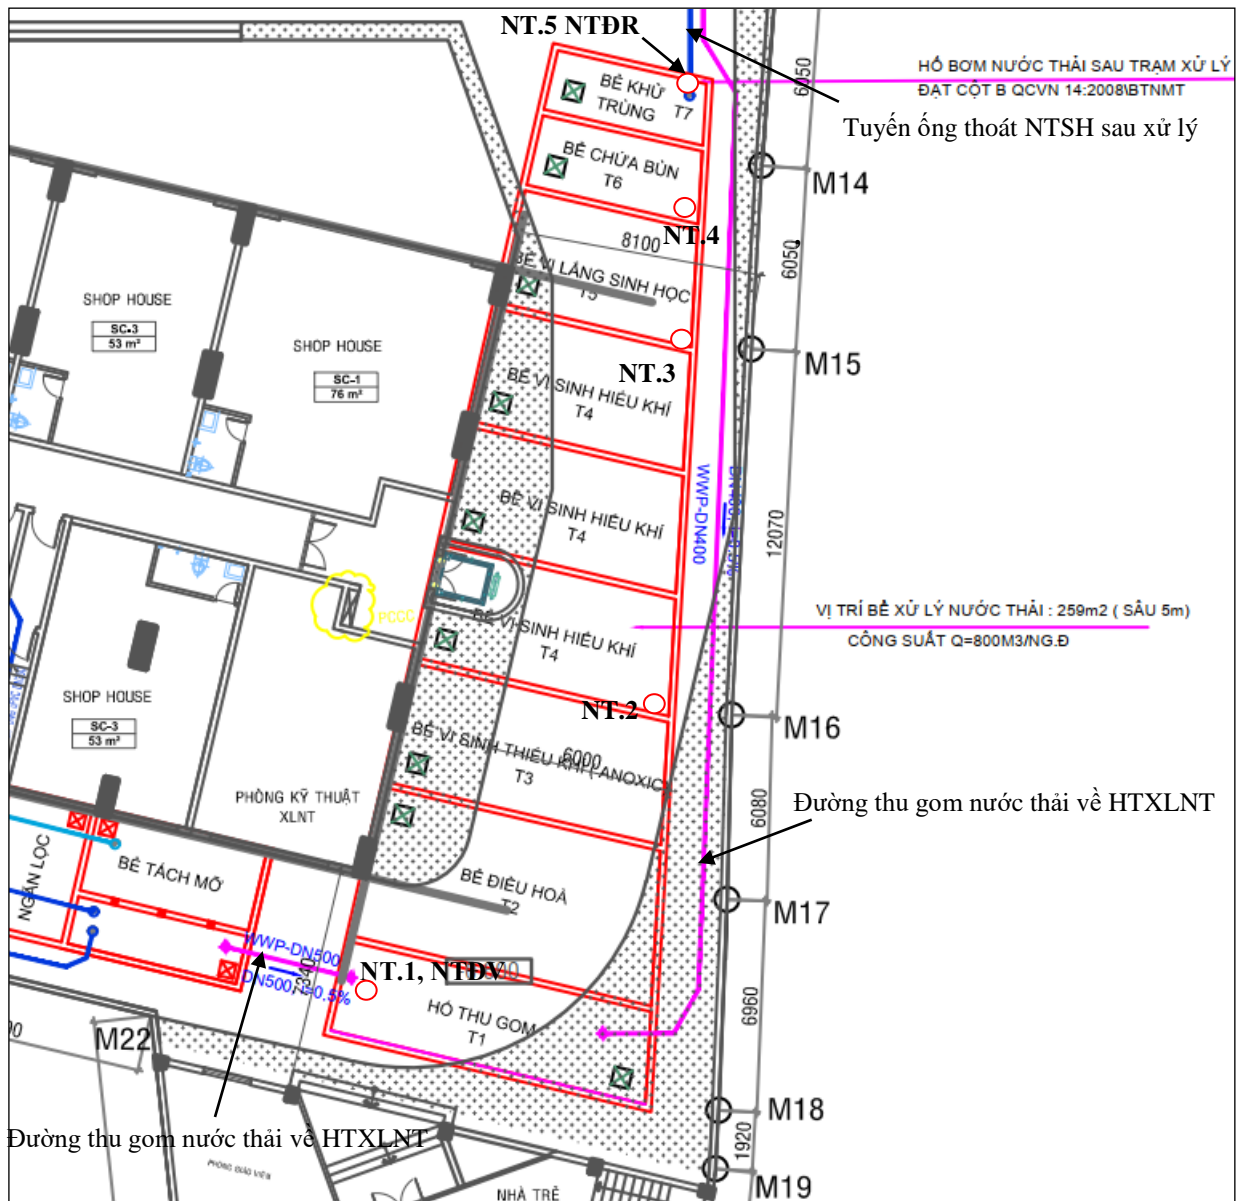 NT.5 NTĐR
HỐ BƠM NƯỚC THẢI SAU TRẠM XỬ LÝ
ĐẠT CỘT B QCVN 14:2008\BTNMT
Tuyến ống thoát NTSH sau xử lý
6050
BỂ KHỬ
TRÙNG
T7
BỂ CHỨA BÙN
T6
M14
NT.4
8100
6050
BỂ VI LẮNG SINH HỌC
T5
SHOP HOUSE
SC-3
53 m²
SHOP HOUSE
SC-1
76 m²
M15
NT.3
BỂ VI SINH HIẾU KHÍ
T4
WWP-DN400
12070
BỂ VI SINH HIẾU KHÍ
T4
PCCC
BỂ VI SINH HIẾU KHÍ
T4
VỊ TRÍ BỂ XỬ LÝ NƯỚC THẢI : 259m2 ( SÂU 5m)
CÔNG SUẤT Q=800M3/NG.Đ
SHOP HOUSE
SC-3
53 m²
NT.2
M16
BỂ VI SINH THIẾU KHÍ ( ANOXIC)
T3
6000
PHÒNG KỸ THUẬT
XLNT
6080
Đường thu gom nước thải về HTXLNT
NGĂN LỌC
BỂ TÁCH MỠ
BỂ ĐIỀU HOÀ
T2
M17
WWP-DN500
DN500, i=0.5%
7340
NT.1, NTĐV
HỐ THU GOM
T1
6960
M22
M18
Đường thu gom nước thải về HTXLNT
1920
PHÒNG GIÁO VIÊN
NHÀ TRẺ
M19